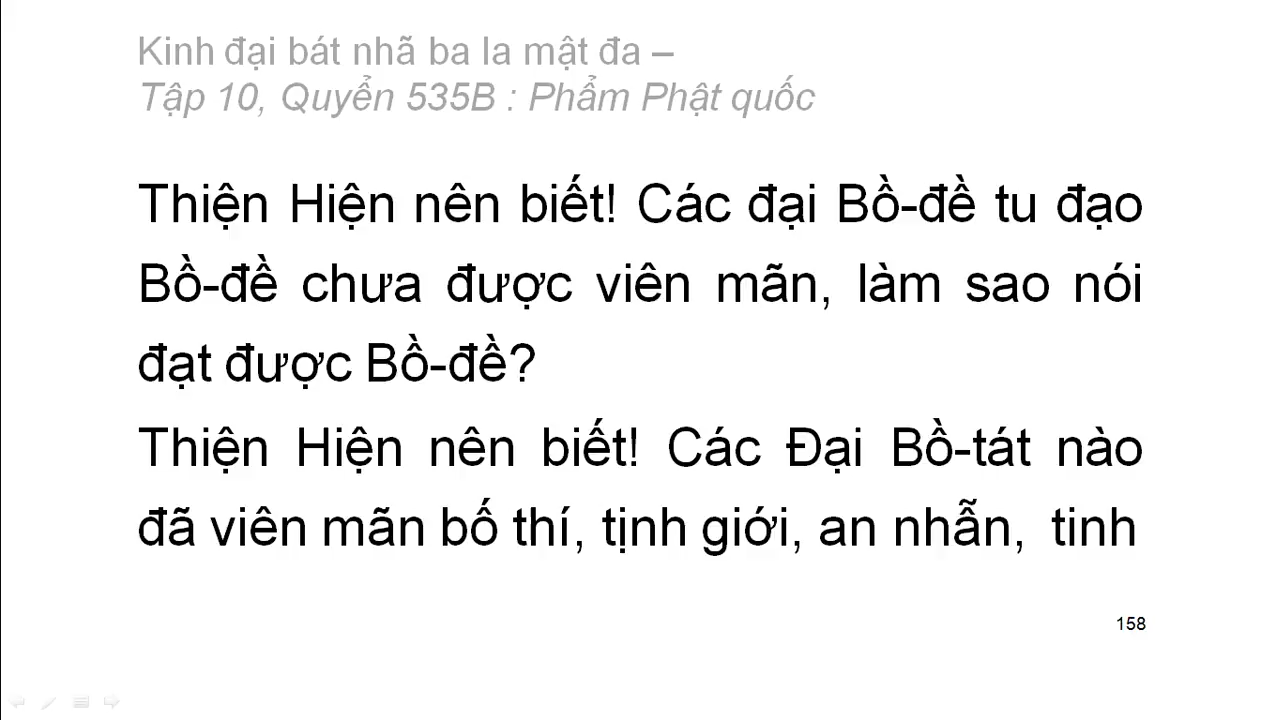 Kinh đại bát nhã ba la mật đa –
Tập 10, Quyển 535B : Phẩm Phật quốc
Thiện Hiện nên biết! Các đại Bồ-đề tu đạo
Bồ-đề chưa được viên mãn, làm sao nói
đạt được Bồ-đề?
Thiện Hiện nên biết! Các Đại Bồ-tát nào
đã viên mãn bố thí, tịnh giới, an nhẫn, tinh
158